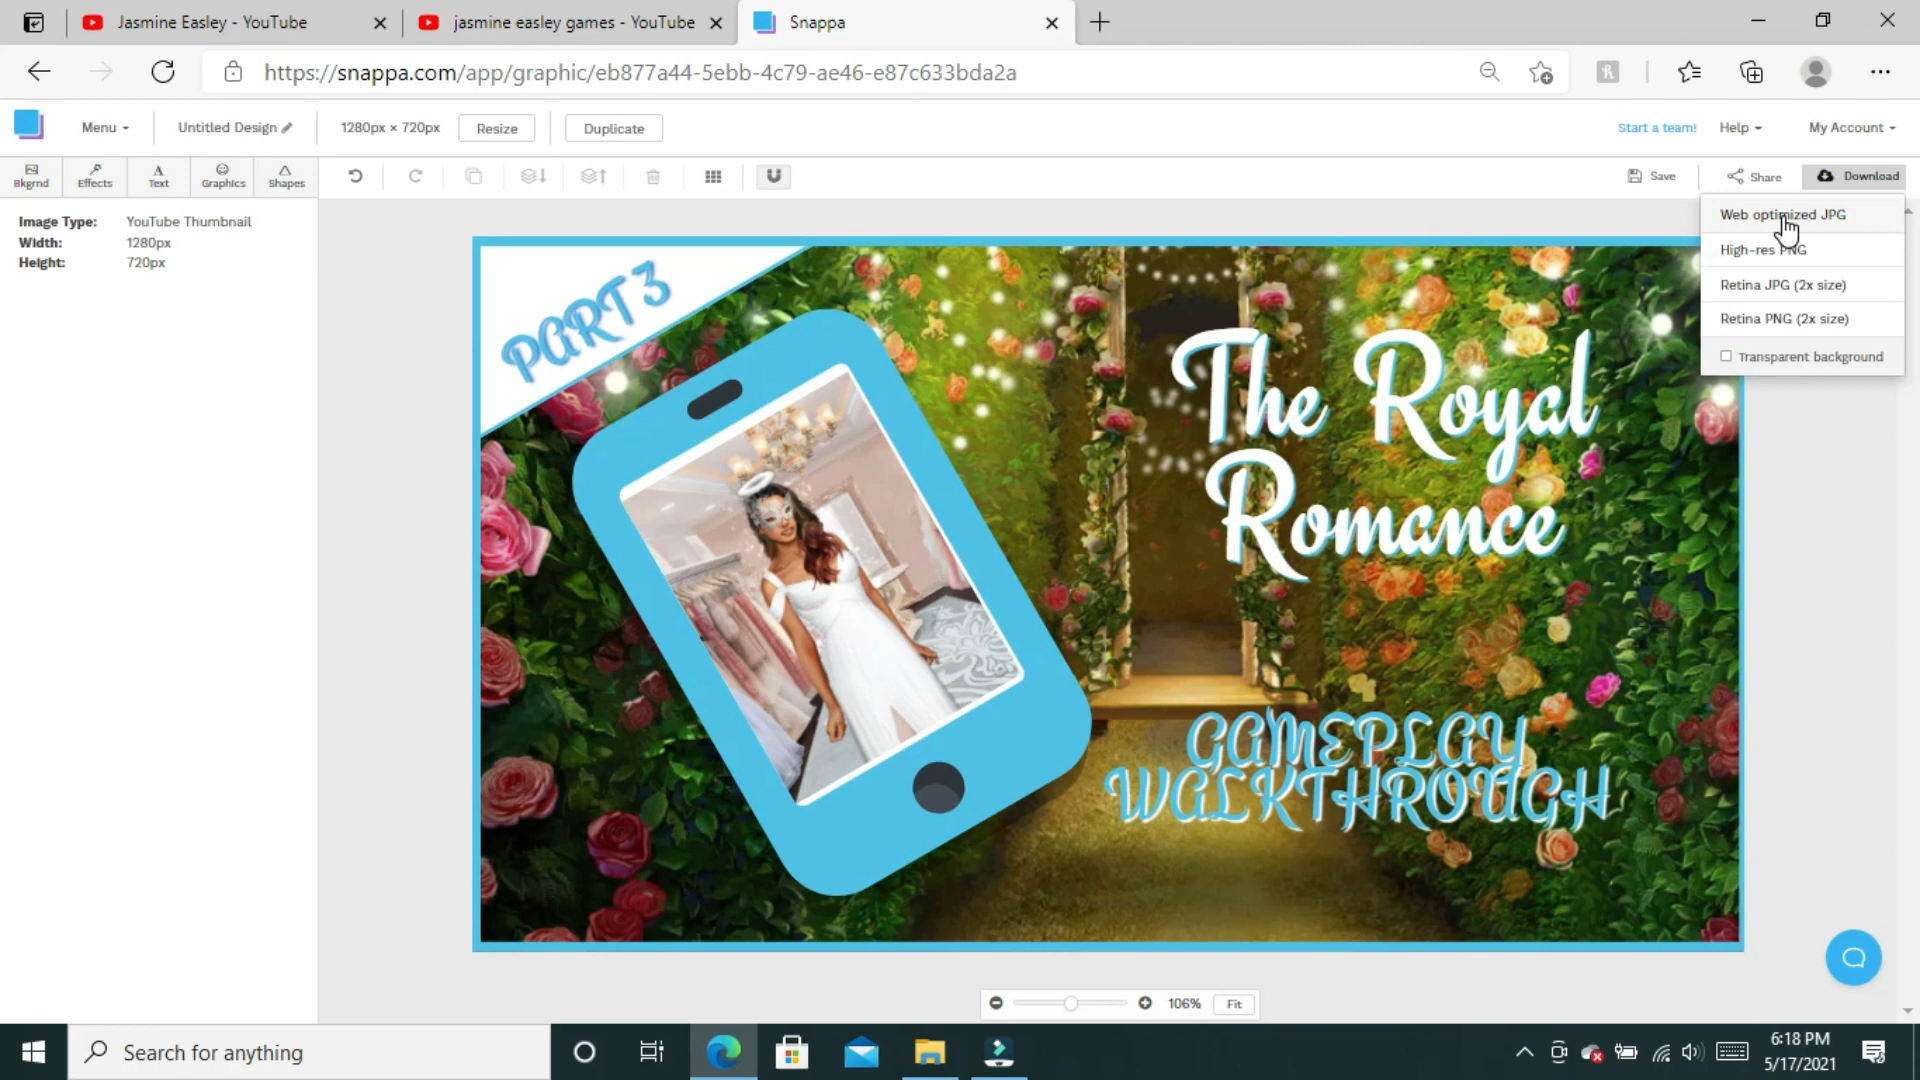 Jasmine Easley - YouTube
jasmine easley games - YouTube
Snappa
https://snappa.com/app/graphic/eb877a44-5ebb-4c79-ae46-e87c633bda2a
Menu
Untitled Design
1280px × 720px
Resize
Duplicate
Start a team!
Help
My Account
Bkgrnd
Effects
Text
Graphics
Shapes
Save
Share
Download
Image Type: YouTube Thumbnail
Width: 1280px
Height: 720px
Web optimized JPG
High-res PNG
Retina JPG (2x size)
Retina PNG (2x size)
Transparent background
PART 3
The Royal
Romance
GAMEPLAY
WALKTHROUGH
106%
Fit
Search for anything
6:18 PM
5/17/2021